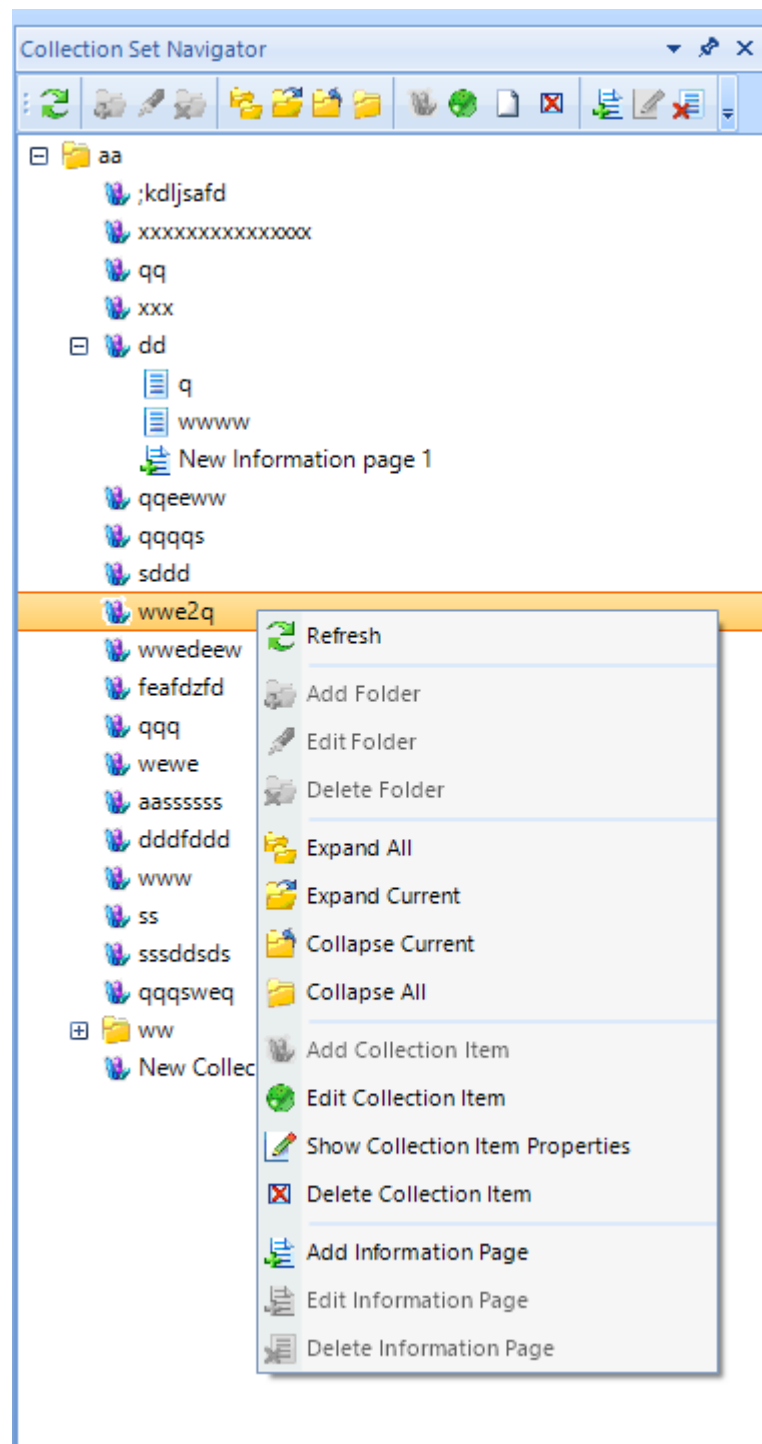 Collection Set Navigator
aa
;kdljsafd
xxxxxxxxxxxxxxx
qq
xxx
dd
q
wwww
New Information page 1
qqeeww
qqqqs
sddd
wwe2q
Refresh
wwedeew
feafdzfd
Add Folder
qqq
Edit Folder
wewe
Delete Folder
aassssss
dddfddd
Expand All
www
Expand Current
ss
Collapse Current
sssddsds
qqqsweq
Collapse All
ww
Add Collection Item
New Collec
Edit Collection Item
Show Collection Item Properties
Delete Collection Item
Add Information Page
Edit Information Page
Delete Information Page